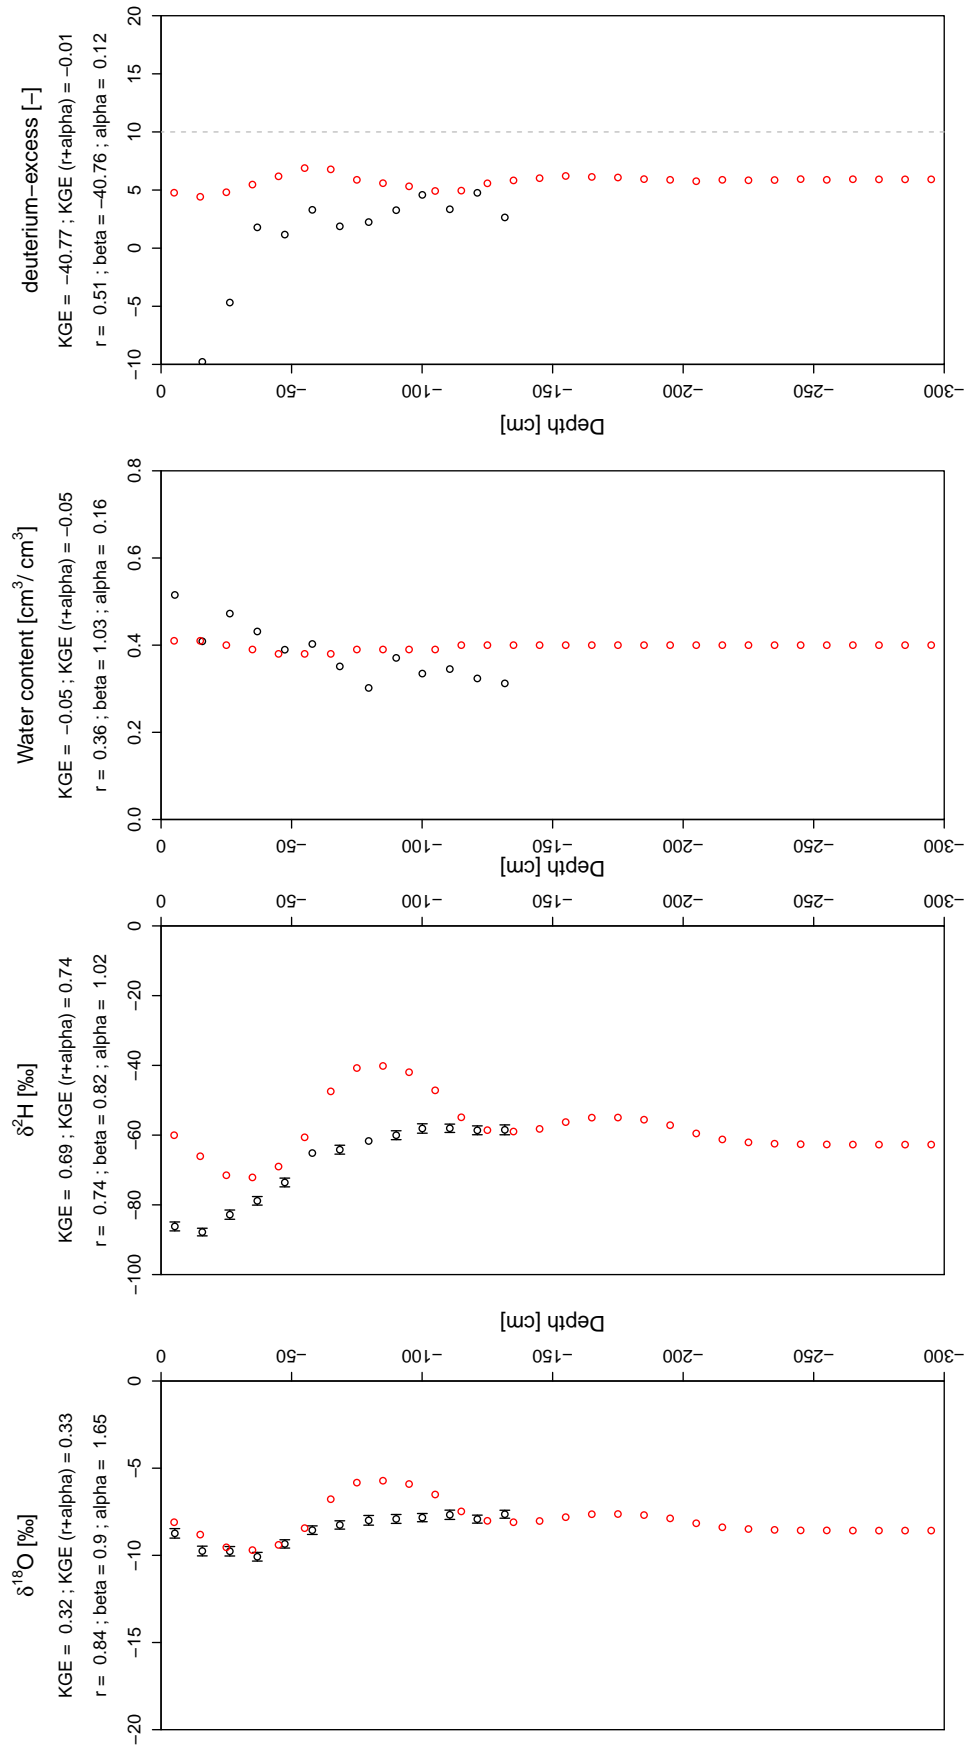 δ¹⁸O [‰]
KGE = 0.32 ; KGE (r+alpha) = 0.33
r = 0.84 ; beta = 0.9 ; alpha = 1.65
−20 −15 −10 −5 0
0
−50
−100
−150
−200
−250
−300
Depth [cm]
δ²H [‰]
KGE = 0.69 ; KGE (r+alpha) = 0.74
r = 0.74 ; beta = 0.82 ; alpha = 1.02
−100 −80 −60 −40 −20 0
0
−50
−100
−150
−200
−250
−300
Depth [cm]
Water content [cm³/ cm³]
KGE = −0.05 ; KGE (r+alpha) = −0.05
r = 0.36 ; beta = 1.03 ; alpha = 0.16
0.0 0.2 0.4 0.6 0.8
0
−50
−100
−150
−200
−250
−300
Depth [cm]
deuterium−excess [−]
KGE = −40.77 ; KGE (r+alpha) = −0.01
r = 0.51 ; beta = −40.76 ; alpha = 0.12
−10 −5 0 5 10 15 20
0
−50
−100
−150
−200
−250
−300